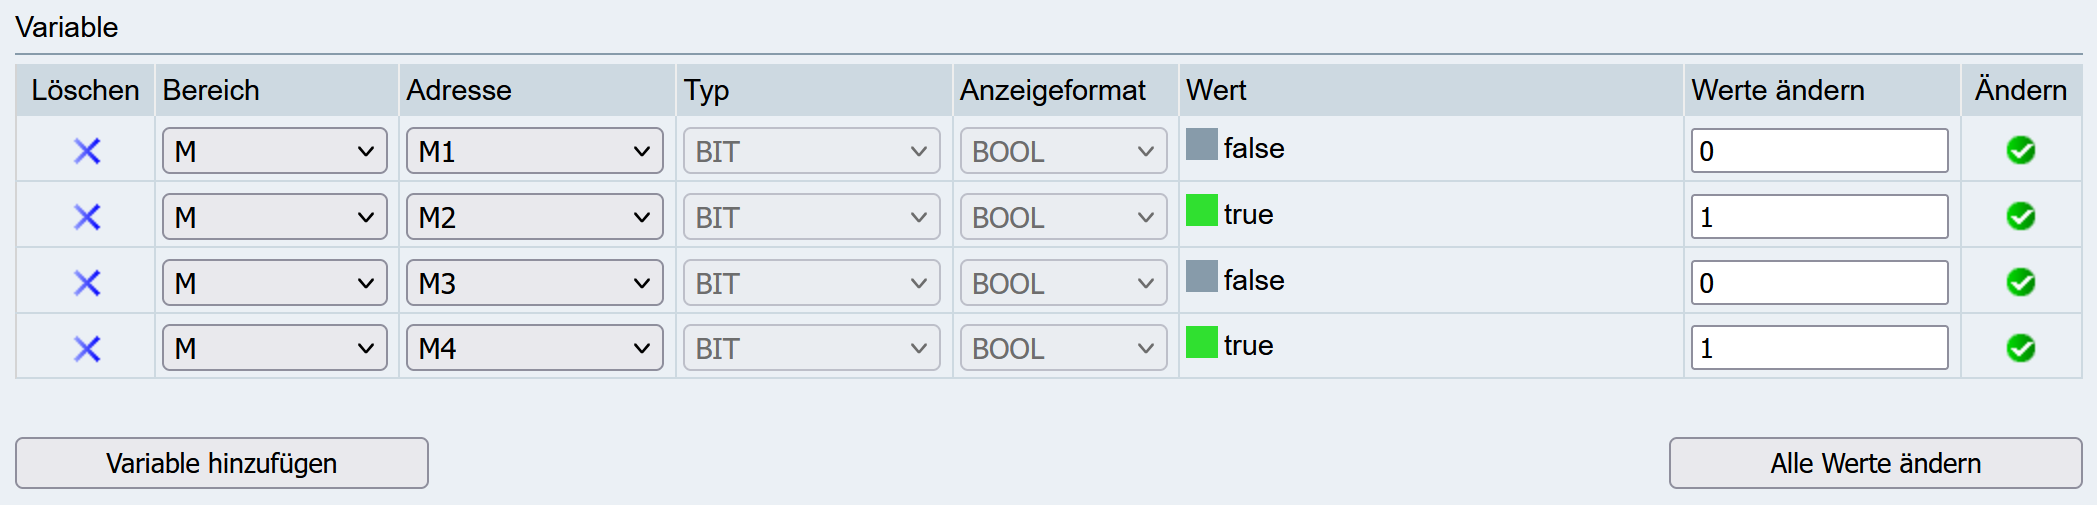 Variable
Löschen Bereich Adresse Typ Anzeigeformat Wert Werte ändern Ändern
M M1 BIT BOOL false 0
M M2 BIT BOOL true 1
M M3 BIT BOOL false 0
M M4 BIT BOOL true 1
Variable hinzufügen Alle Werte ändern